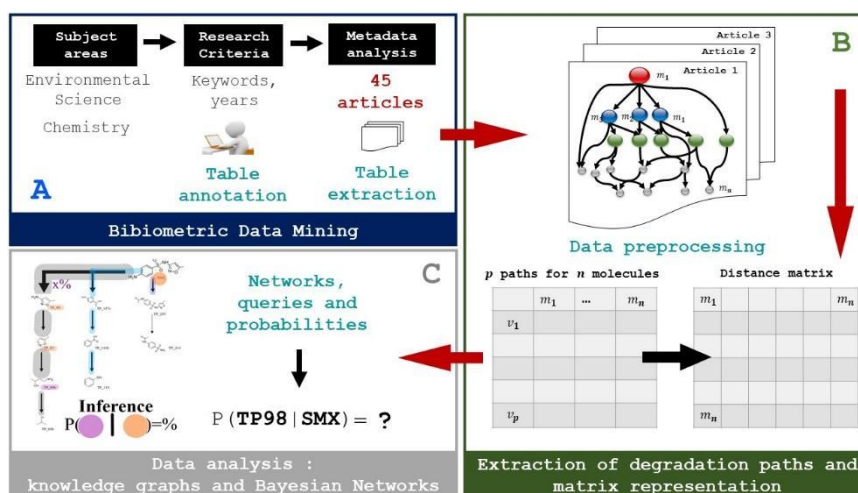 Subject
areas
Research
Criteria
Metadata
analysis
Environmental
Science
Chemistry
Keywords,
years
45
articles
Table
annotation
Table
extraction
A
Bibiometric Data Mining
B
Article 3
Article 2
Article 1
m1
m2
m1
mn
Data preprocessing
p paths for n molecules
m1 … mn
v1
vp
Distance matrix
m1 mn
mn
Extraction of degradation paths and
matrix representation
C
x%
Networks,
queries and
probabilities
Inference
P( | )=%
P(TP98|SMX)= ?
Data analysis :
knowledge graphs and Bayesian Networks